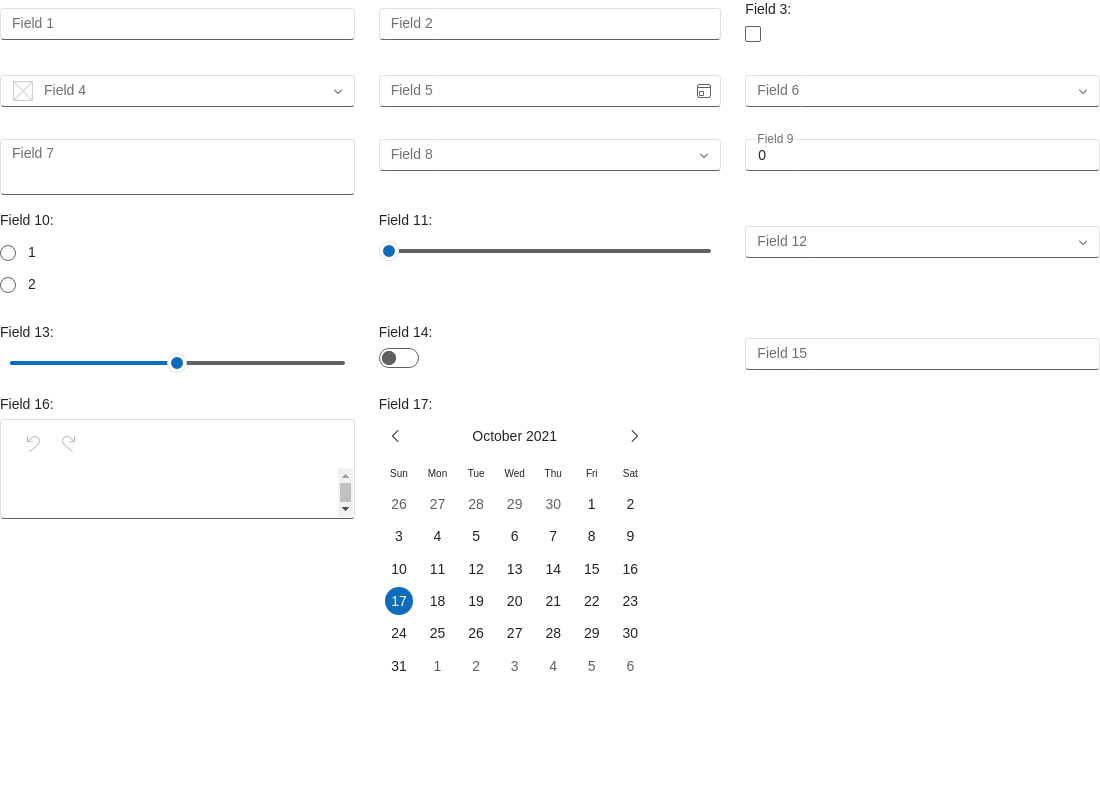 Field 1
Field 2
Field 3:
Field 4
Field 5
Field 6
Field 7
Field 8
Field 9
0
Field 10:
1
2
Field 11:
Field 12
Field 13:
Field 14:
Field 15
Field 16:
Field 17:
October 2021
Sun Mon Tue Wed Thu Fri Sat
26 27 28 29 30 1 2
3 4 5 6 7 8 9
10 11 12 13 14 15 16
17 18 19 20 21 22 23
24 25 26 27 28 29 30
31 1 2 3 4 5 6